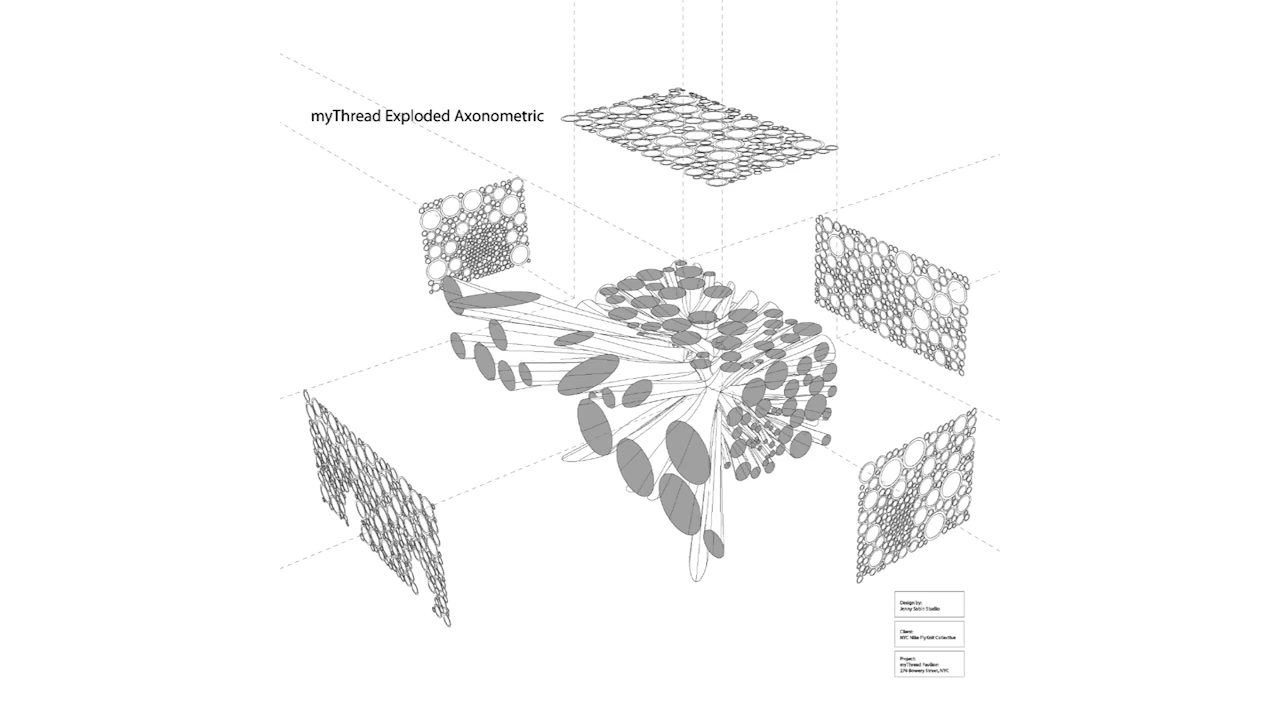 myThread Exploded Axonometric
Design by:
Jenny Sabin Studio
Client:
NYC Nike FlyKnit Collective
Project:
myThread Pavilion:
276 Bowery Street, NYC